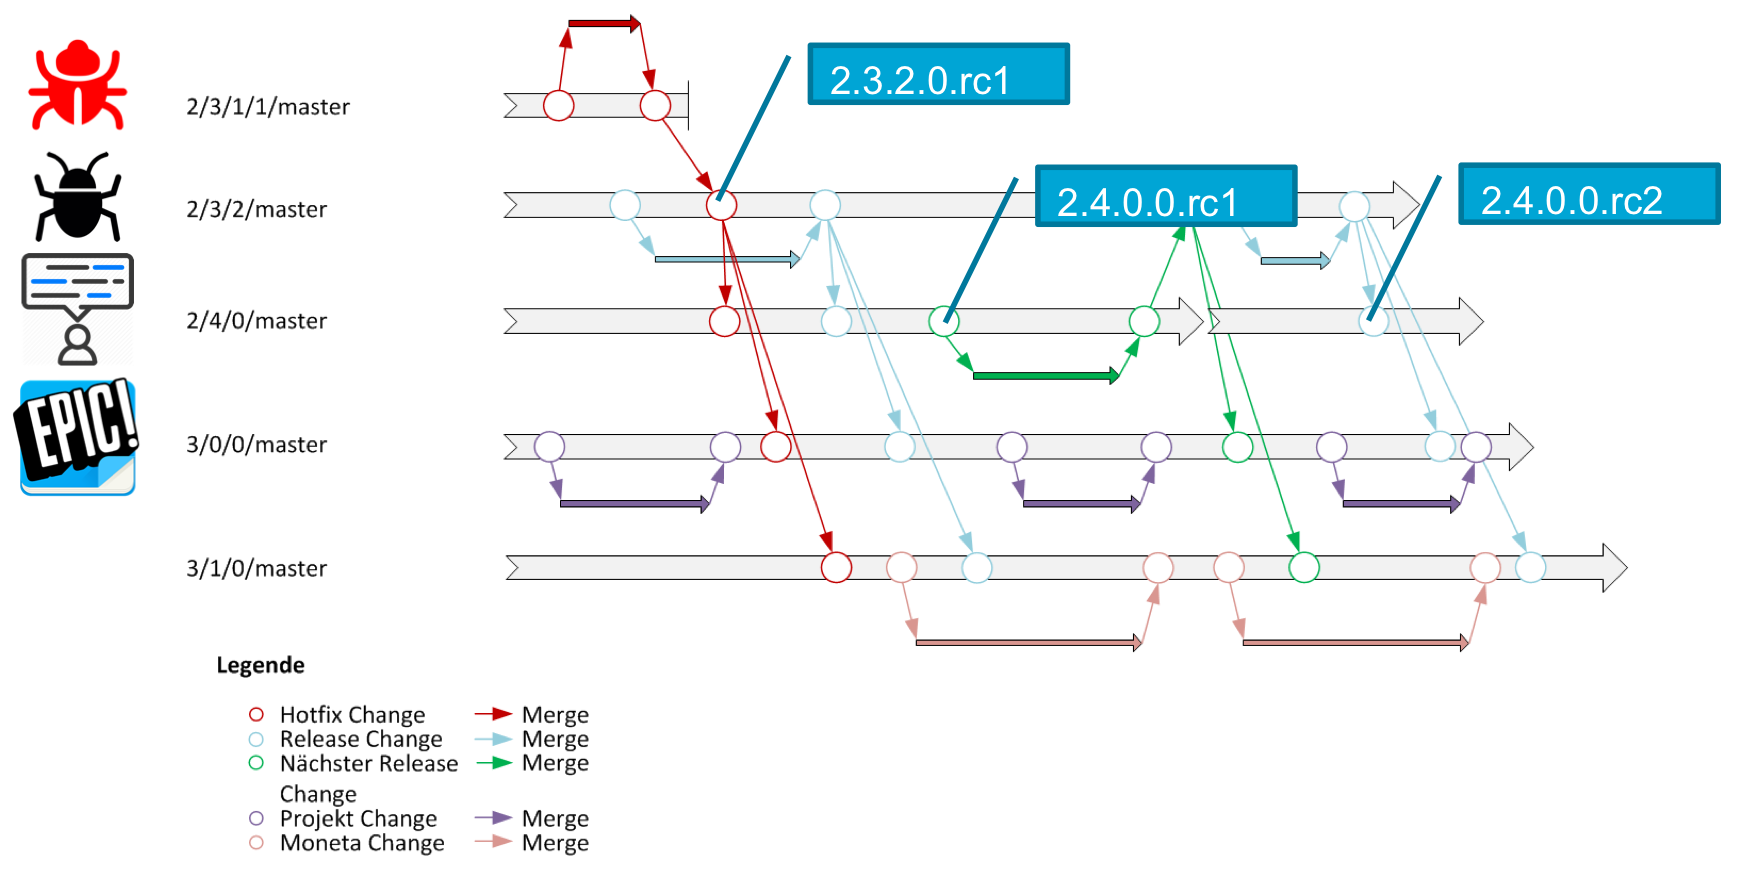 2.3.2.0.rc1
2/3/1/1/master
2.4.0.0.rc1
2.4.0.0.rc2
2/3/2/master
2/4/0/master
EPIC!
3/0/0/master
3/1/0/master
Legende
Hotfix Change Merge
Release Change Merge
Nächster Release Merge
Change
Projekt Change Merge
Moneta Change Merge